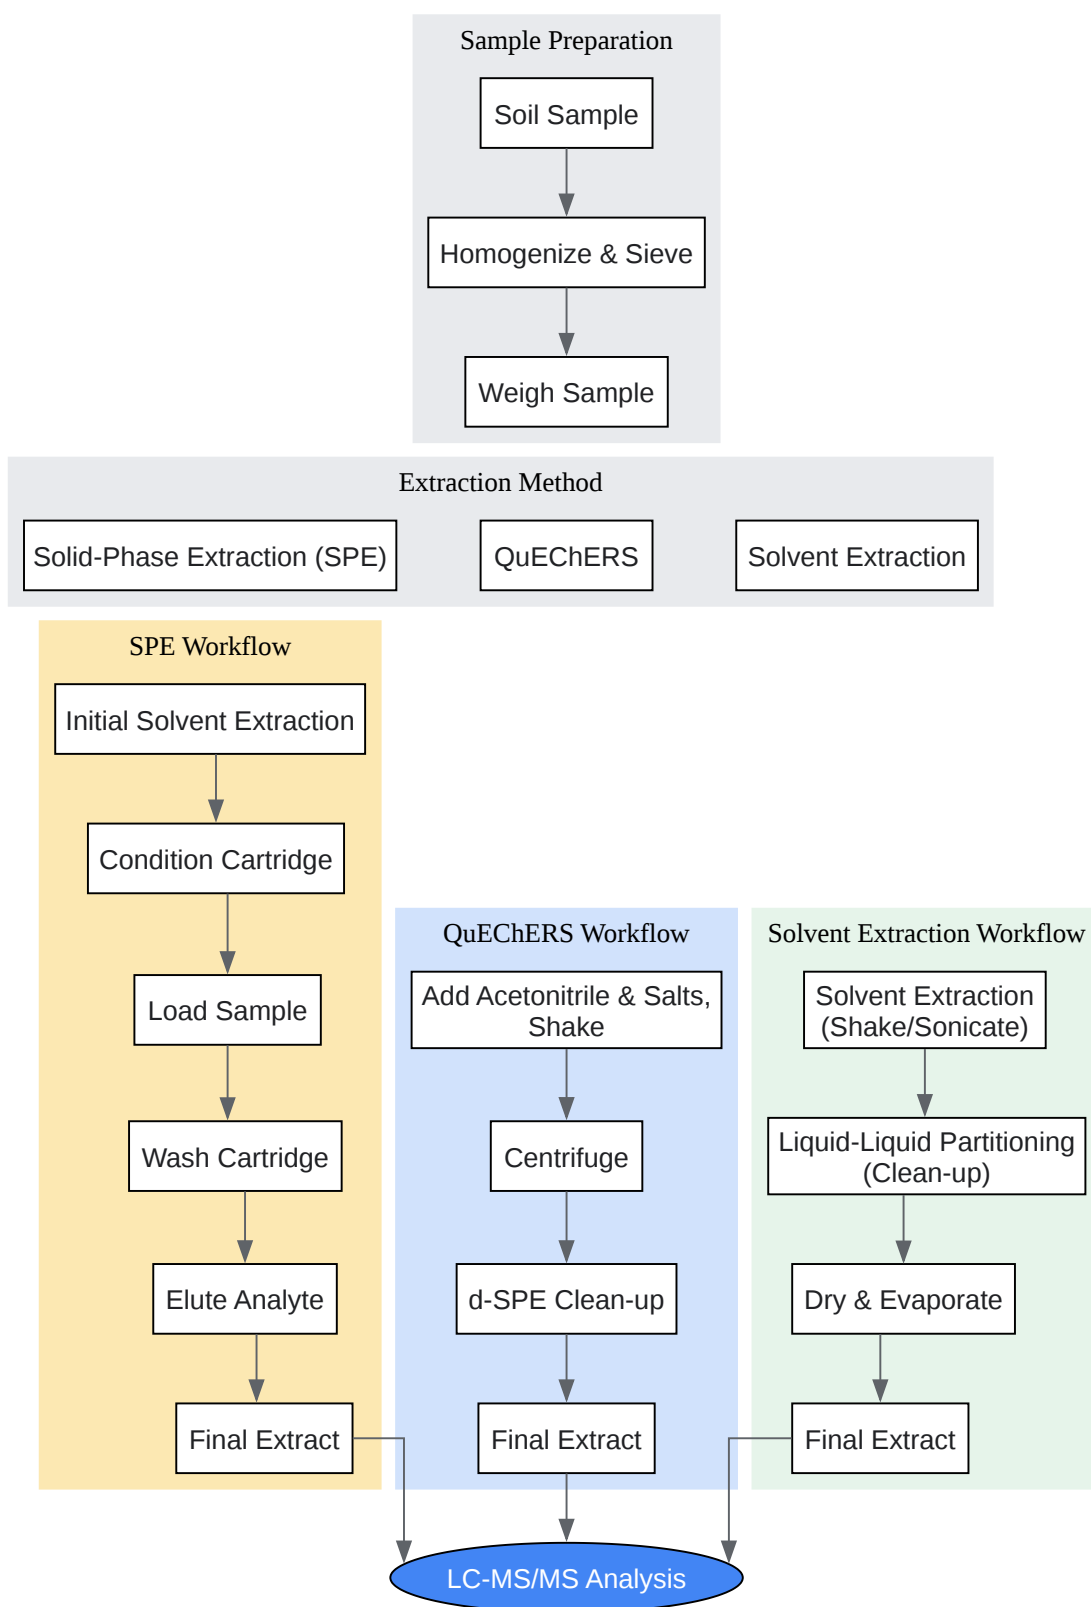 Sample Preparation
Soil Sample
Homogenize & Sieve
Weigh Sample
Extraction Method
Solid-Phase Extraction (SPE)
QuEChERS
Solvent Extraction
SPE Workflow
Initial Solvent Extraction
Condition Cartridge
Load Sample
Wash Cartridge
Elute Analyte
Final Extract
QuEChERS Workflow
Add Acetonitrile & Salts,
Shake
Centrifuge
d-SPE Clean-up
Final Extract
Solvent Extraction Workflow
Solvent Extraction
(Shake/Sonicate)
Liquid-Liquid Partitioning
(Clean-up)
Dry & Evaporate
Final Extract
LC-MS/MS Analysis